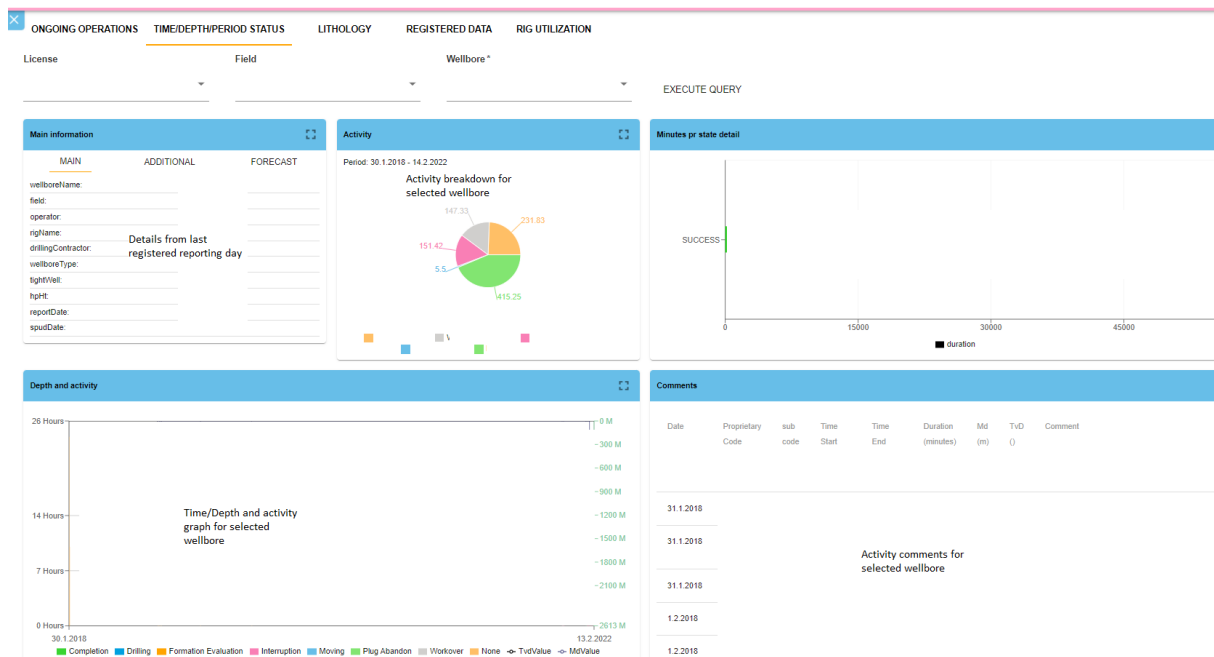 ONGOING OPERATIONS TIME/DEPTH/PERIOD STATUS LITHOLOGY REGISTERED DATA RIG UTILIZATION
License Field Wellbore*
EXECUTE QUERY
Main information
MAIN ADDITIONAL FORECAST
wellboreName:
field:
operator:
rigName:
drillingContractor:
wellboreType:
tightWell:
hpHt:
reportDate:
spudDate:
Details from last
registered reporting day
Activity
Period: 30.1.2018 - 14.2.2022
Activity breakdown for
selected wellbore
147.33
231.83
151.42
5.5
415.25
Minutes pr state detail
SUCCESS
0 15000 30000 45000
duration
Depth and activity
26 Hours
14 Hours
7 Hours
0 Hours
0 M
300 M
600 M
900 M
1200 M
1500 M
1800 M
2100 M
2613 M
Time/Depth and activity
graph for selected
wellbore
30.1.2018 13.2.2022
Completion Drilling Formation Evaluation Interruption Moving Plug Abandon Workover None TvdValue MdValue
Comments
Date Proprietary sub Time Time Duration Md TvD Comment
Code code Start End (minutes) (m) ()
31.1.2018
31.1.2018
31.1.2018
1.2.2018
1.2.2018
Activity comments for
selected wellbore